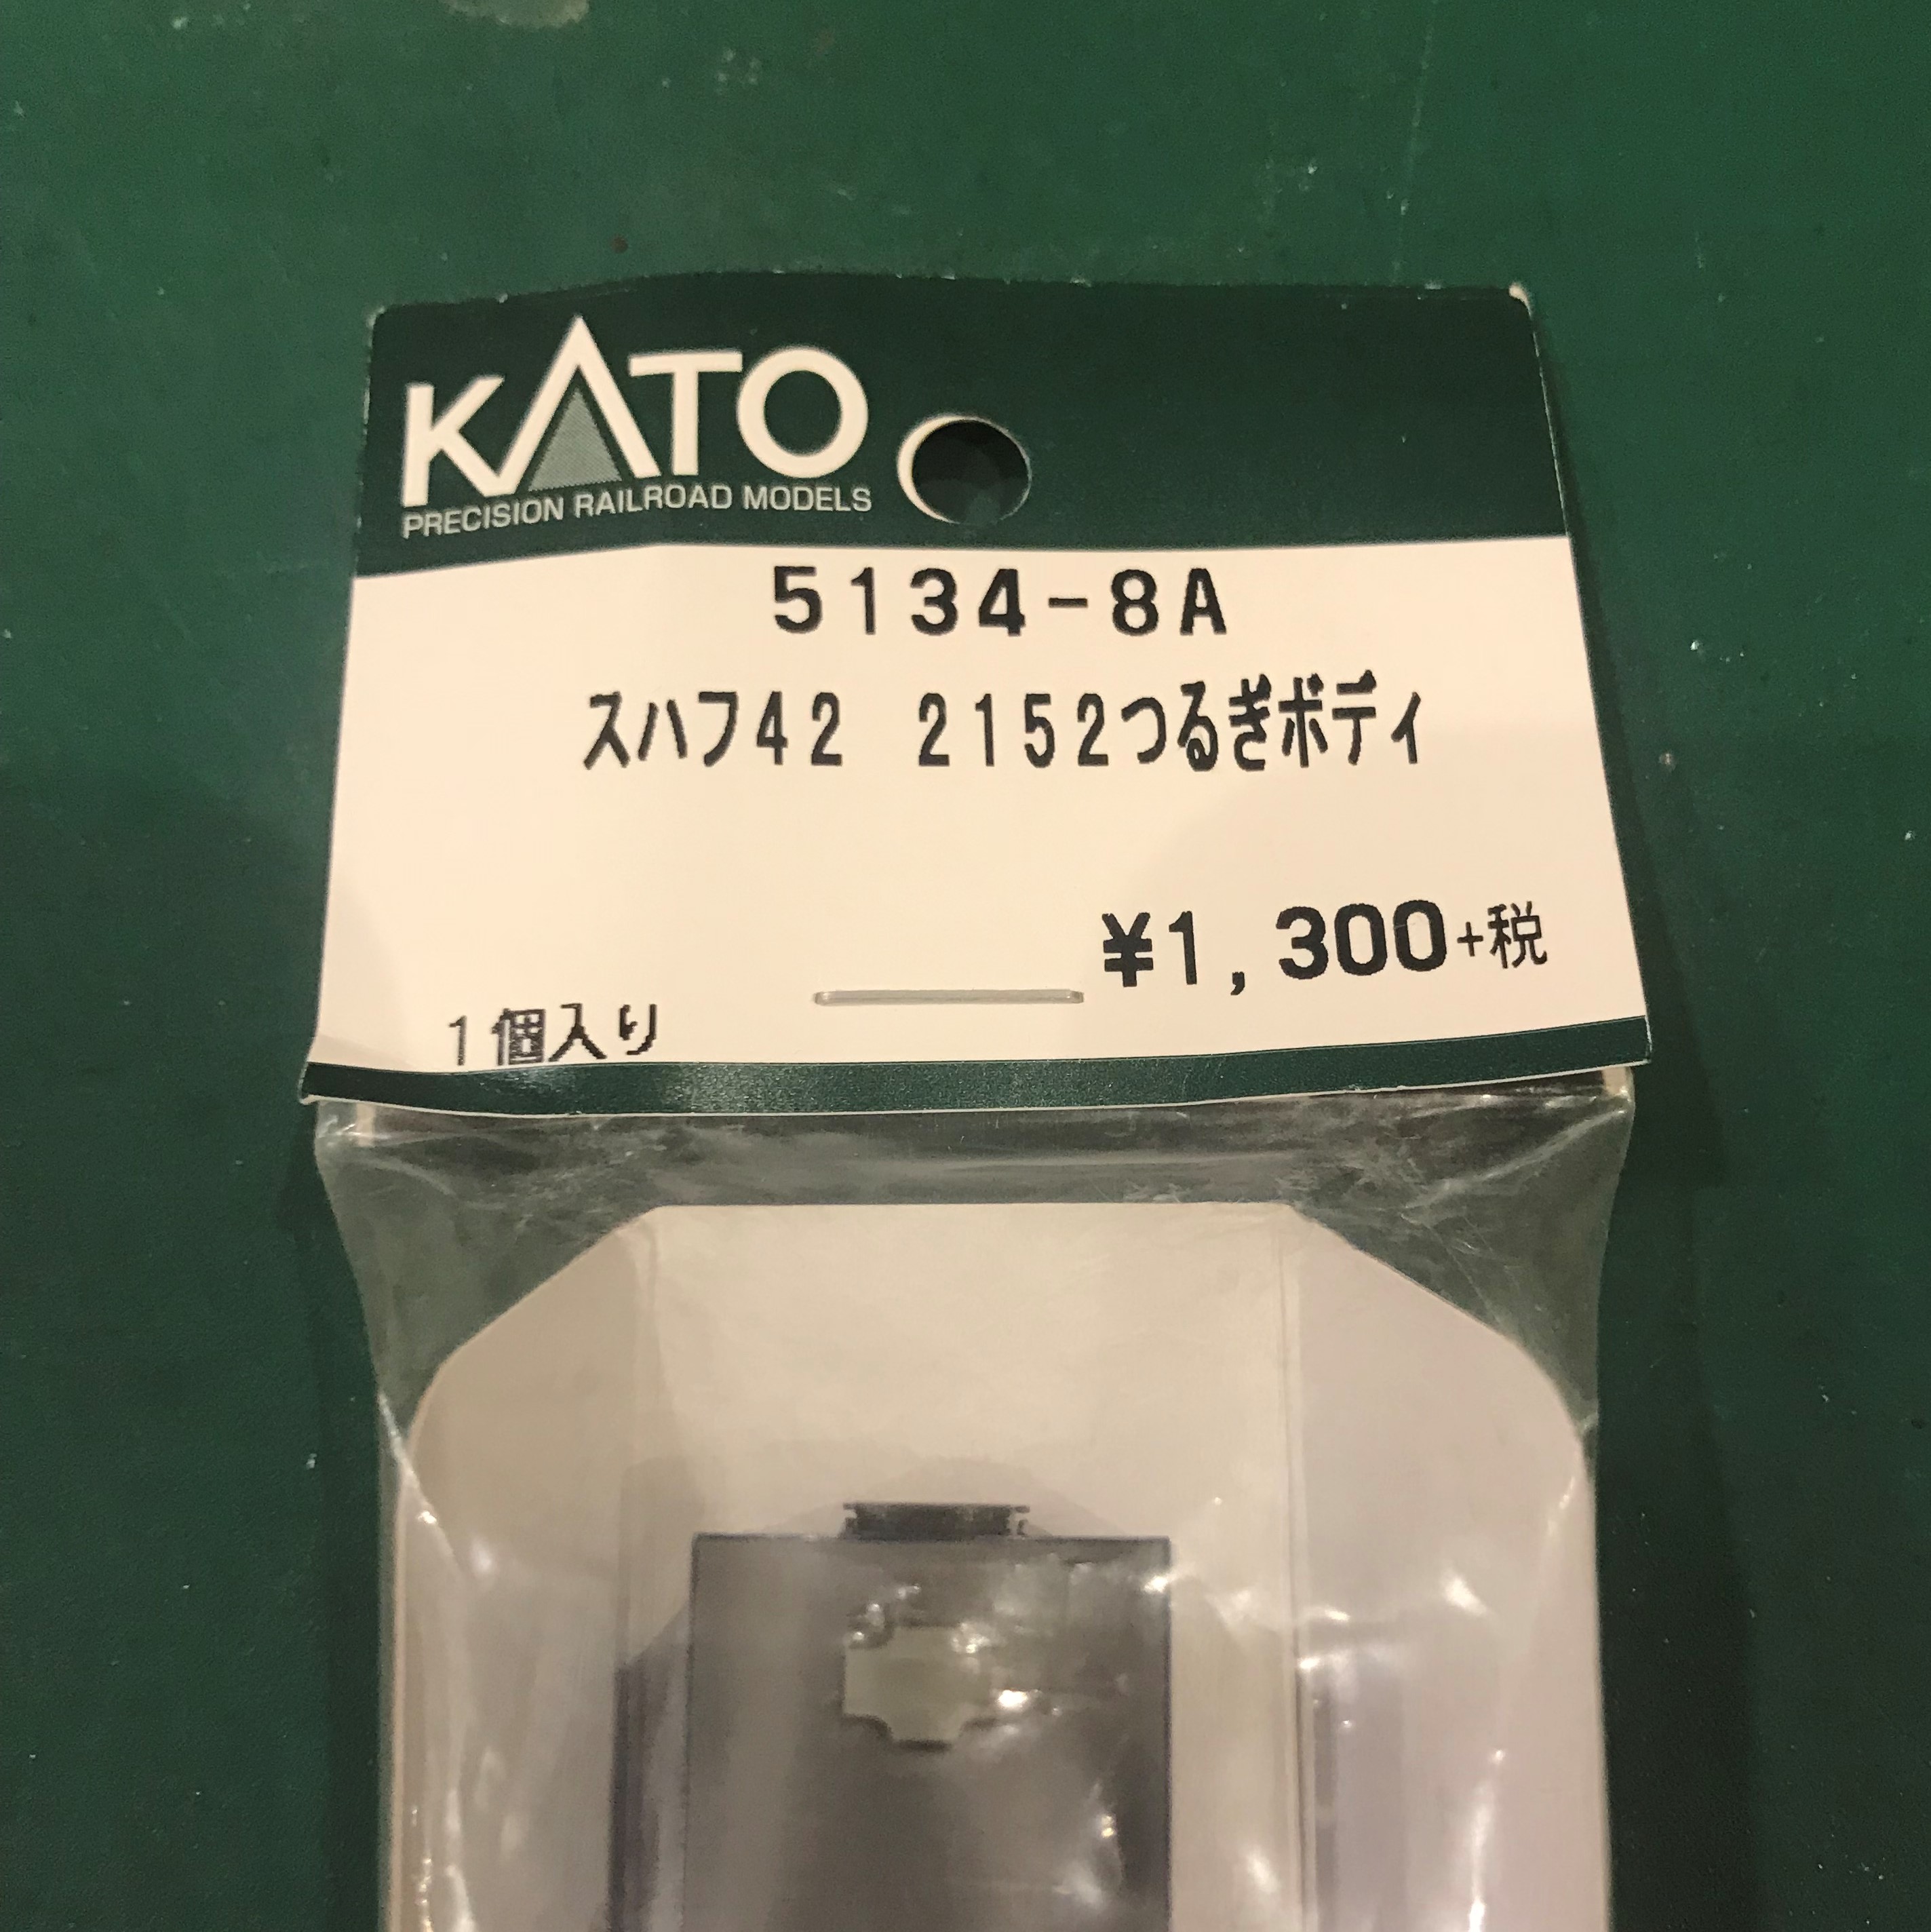 KATO
PRECISION RAILROAD MODELS
5134-8A
スハフ42 2152つるぎボディ
¥1,300+税
1個入り